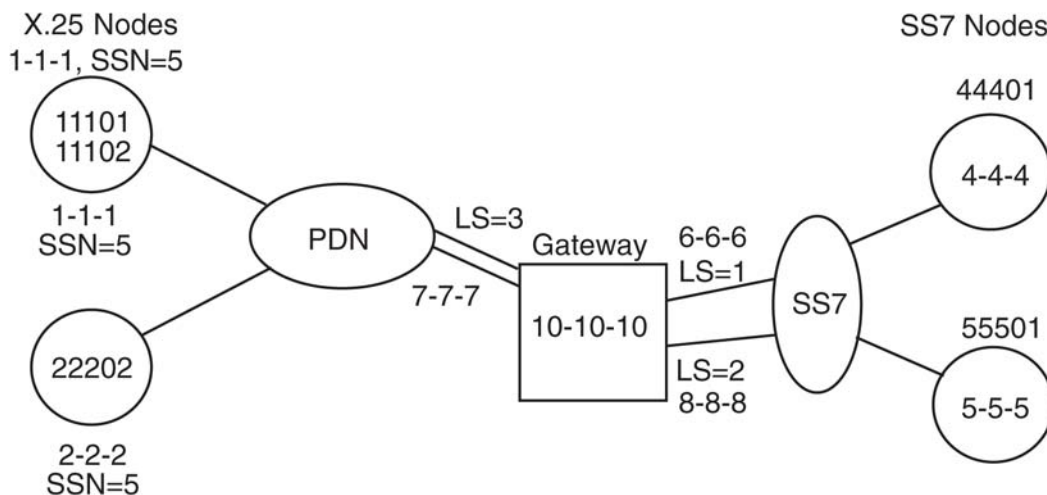 X.25 Nodes
1-1-1, SSN=5
11101
11102
1-1-1
SSN=5
22202
2-2-2
SSN=5
PDN
LS=3
7-7-7
Gateway
10-10-10
6-6-6
LS=1
LS=2
8-8-8
SS7
SS7 Nodes
44401
4-4-4
55501
5-5-5